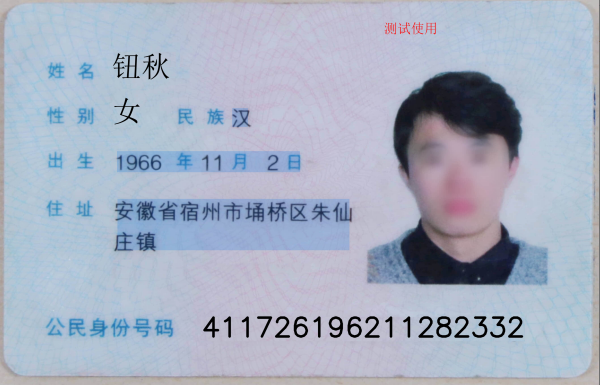 测试使用
姓名 钮秋
性别 女 民族 汉
出生 1966 年 11 月 2 日
住址 安徽省宿州市埇桥区朱仙
庄镇
公民身份号码 411726196211282332